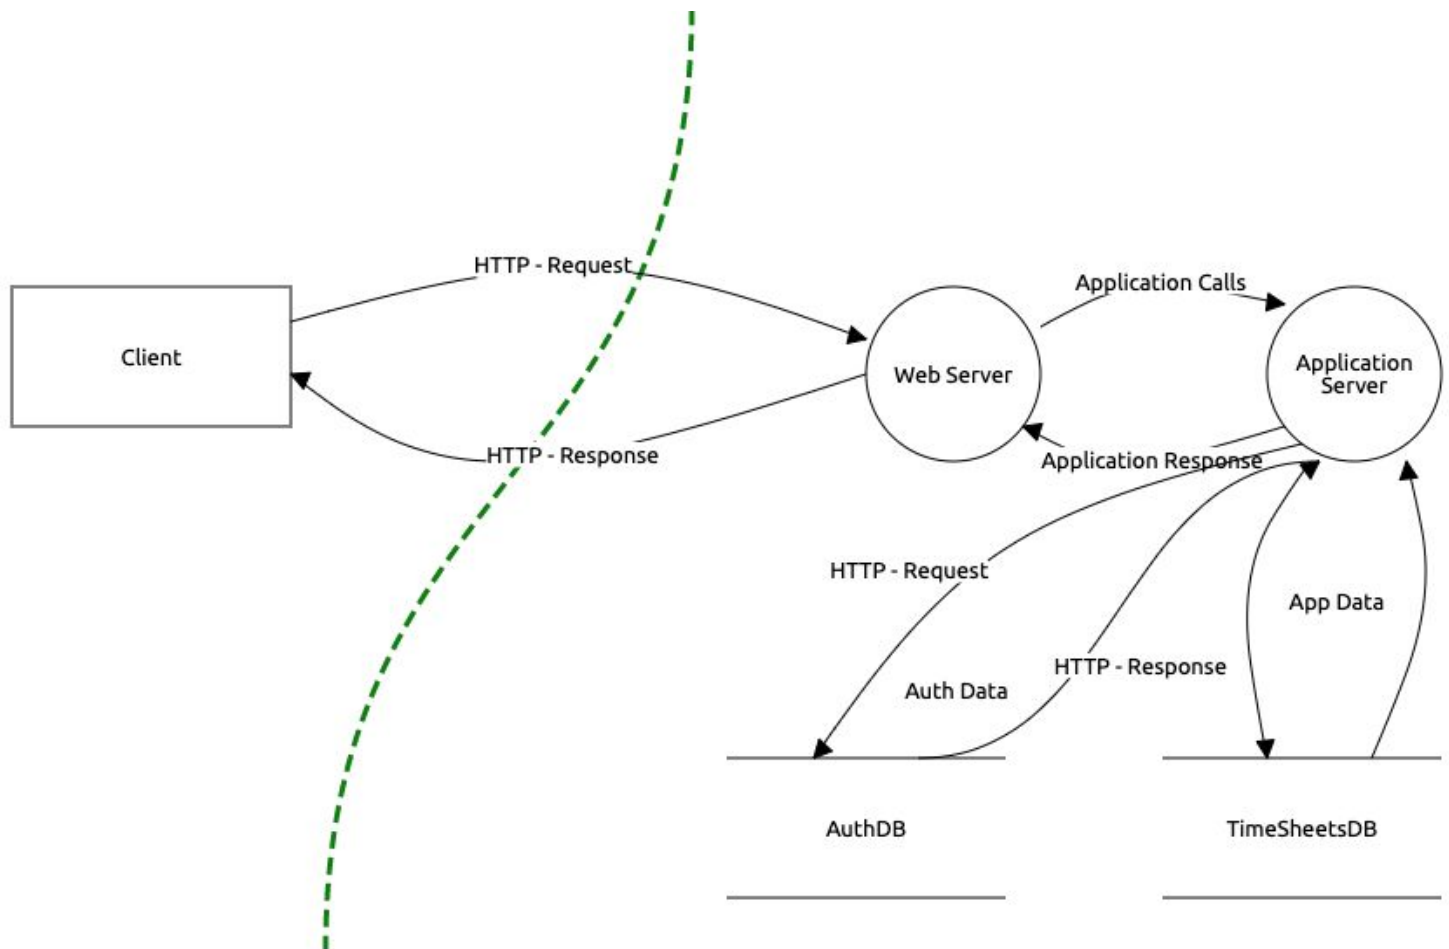 HTTP - Request
Application Calls
Client
Web Server
Application
Server
HTTP - Response
Application Response
HTTP - Request
App Data
HTTP - Response
Auth Data
AuthDB
TimeSheetsDB